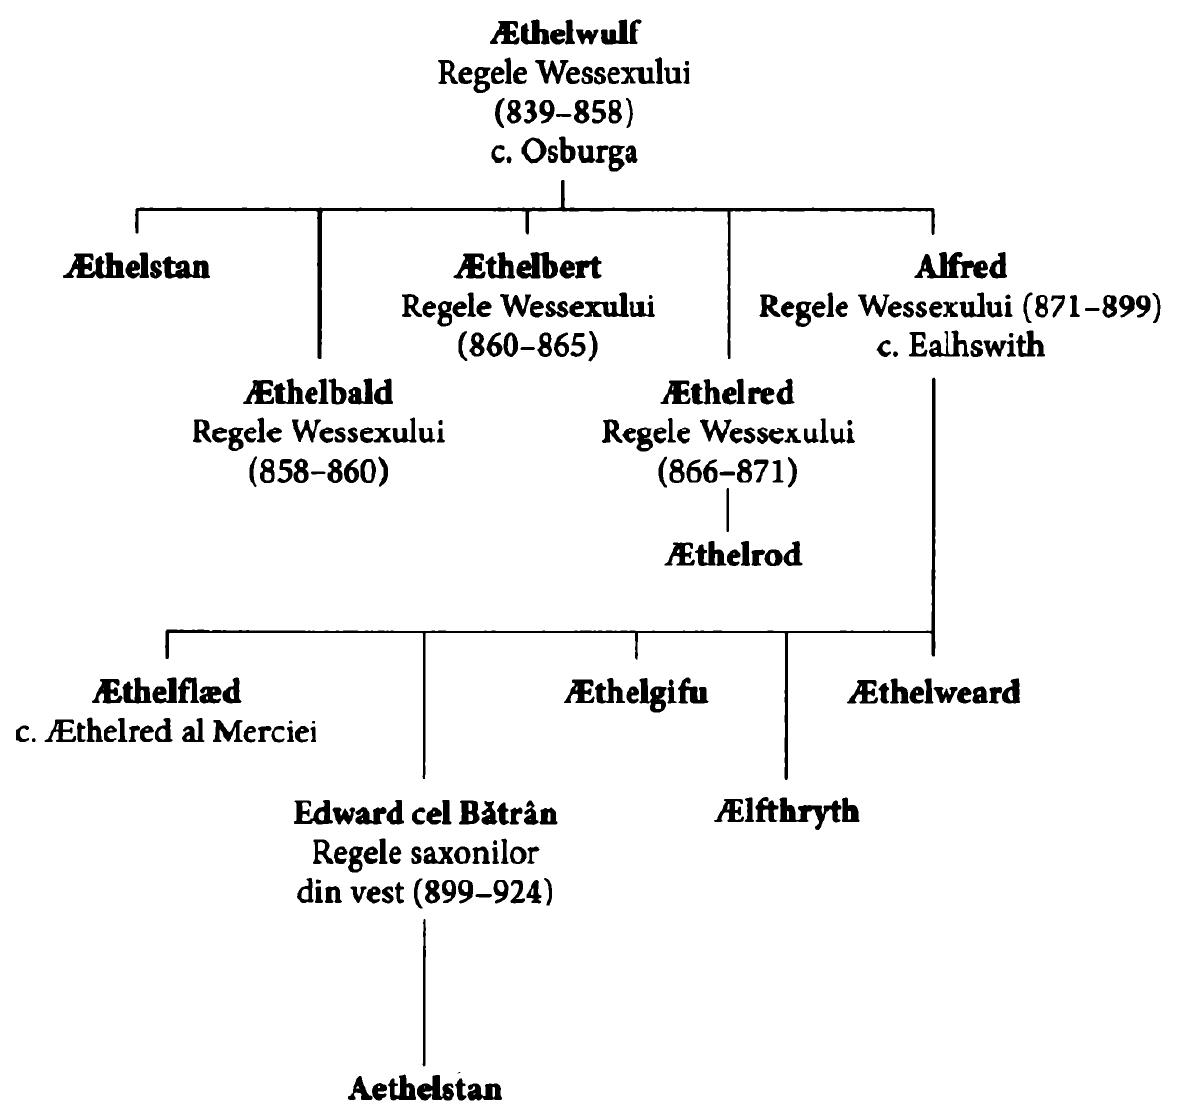 Æthelwulf
Regele Wessexului
(839–858)
c. Osburga
Æthelstan
Æthelbert
Regele Wessexului
(860–865)
Alfred
Regele Wessexului (871–899)
c. Ealhswith
Æthelbald
Regele Wessexului
(858–860)
Æthelred
Regele Wessexului
(866–871)
Æthelrod
Æthelflæd
c. Æthelred al Merciei
Æthelgifu
Æthelweard
Edward cel Bătrân
Regele saxonilor
din vest (899–924)
Ælfthryth
Aethelstan